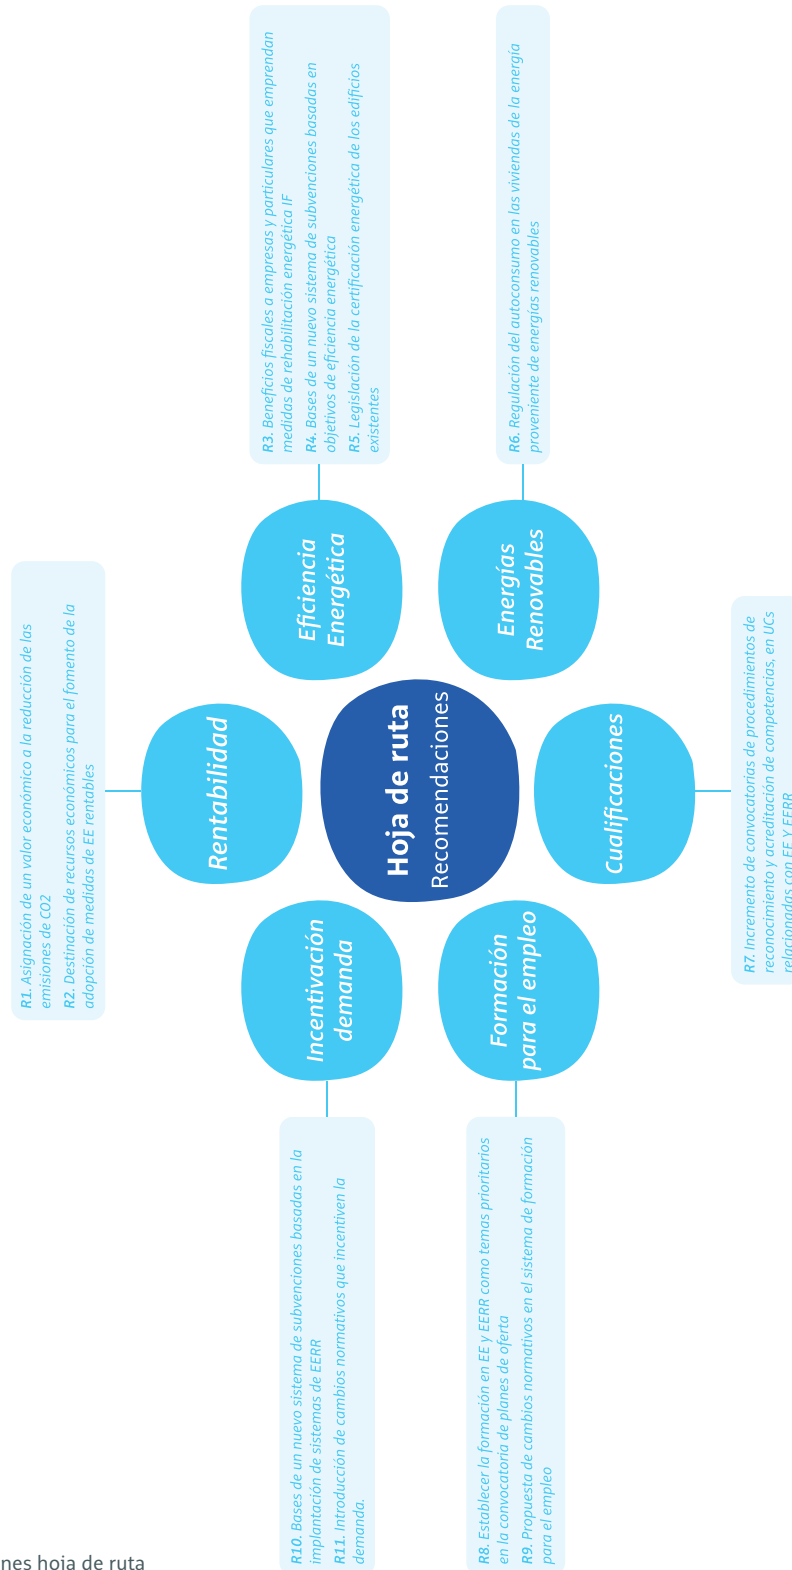 R1. Asignación de un valor económico a la reducción de las
emisiones de CO2
R2. Destinación de recursos económicos para el fomento de la
adopción de medidas de EE rentables
Rentabilidad
R3. Beneficios fiscales a empresas y particulares que emprendan
medidas de rehabilitación energética IF
R4. Bases de un nuevo sistema de subvenciones basadas en
objetivos de eficiencia energética
R5. Legislación de la certificación energética de los edificios
existentes
Eficiencia
Energética
R6. Regulación del autoconsumo en las viviendas de la energía
proveniente de energías renovables
Energías
Renovables
Hoja de ruta
Recomendaciones
Cualificaciones
R7. Incremento de convocatorias de procedimientos de
reconocimiento y acreditación de competencias, en UCs
relacionadas con EE Y EERR
Formación
para el empleo
R8. Establecer la formación en EE y EERR como temas prioritarios
en la convocatoria de planes de oferta
R9. Propuesta de cambios normativos en el sistema de formación
para el empleo
Incentivación
demanda
R10. Bases de un nuevo sistema de subvenciones basadas en la
implantación de sistemas de EERR
R11. Introducción de cambios normativos que incentiven la
demanda.
nes hoja de ruta